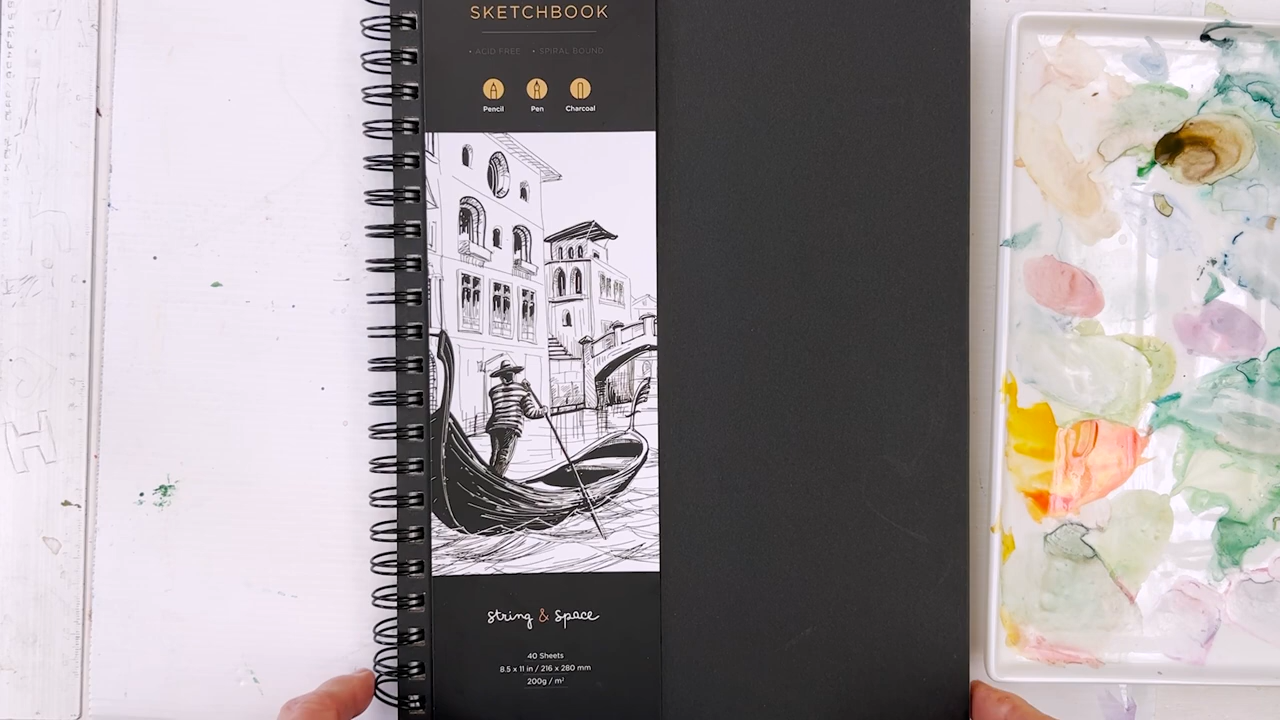 SKETCHBOOK
• ACID FREE • SPIRAL BOUND
Pencil Pen Charcoal
string & space
40 Sheets
8.5 x 11 in / 216 x 280 mm
200g / m²